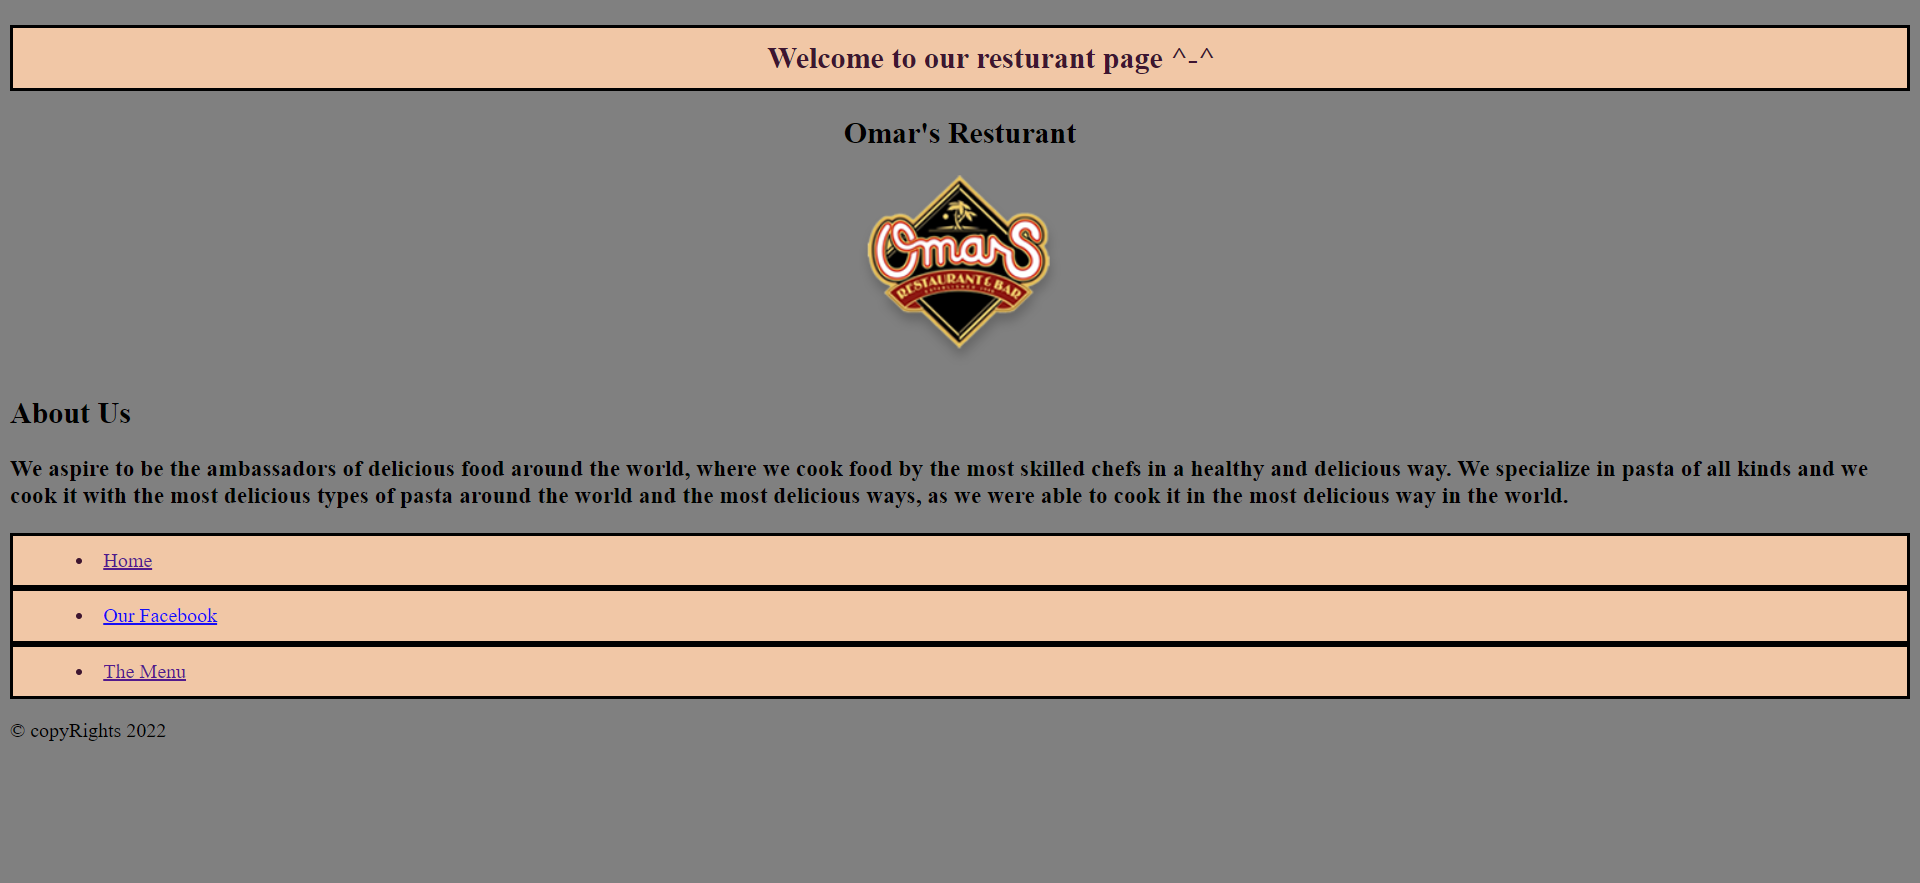 Welcome to our resturant page ^-^
Omar's Resturant
Omars
RESTAURANT & BAR
About Us
We aspire to be the ambassadors of delicious food around the world, where we cook food by the most skilled chefs in a healthy and delicious way. We specialize in pasta of all kinds and we
cook it with the most delicious types of pasta around the world and the most delicious ways, as we were able to cook it in the most delicious way in the world.
• Home
• Our Facebook
• The Menu
© copyRights 2022